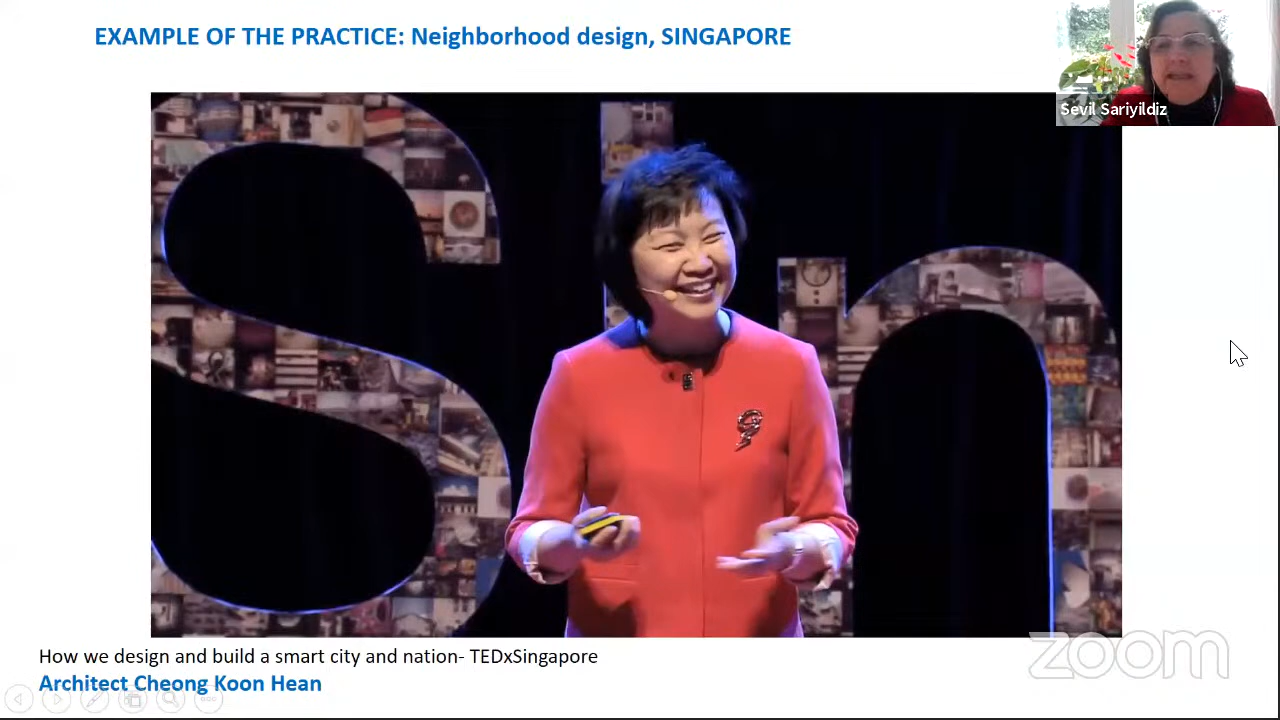 EXAMPLE OF THE PRACTICE: Neighborhood design, SINGAPORE
Sevil Sariyildiz
Sin
How we design and build a smart city and nation- TEDxSingapore
Architect Cheong Koon Hean
zoom